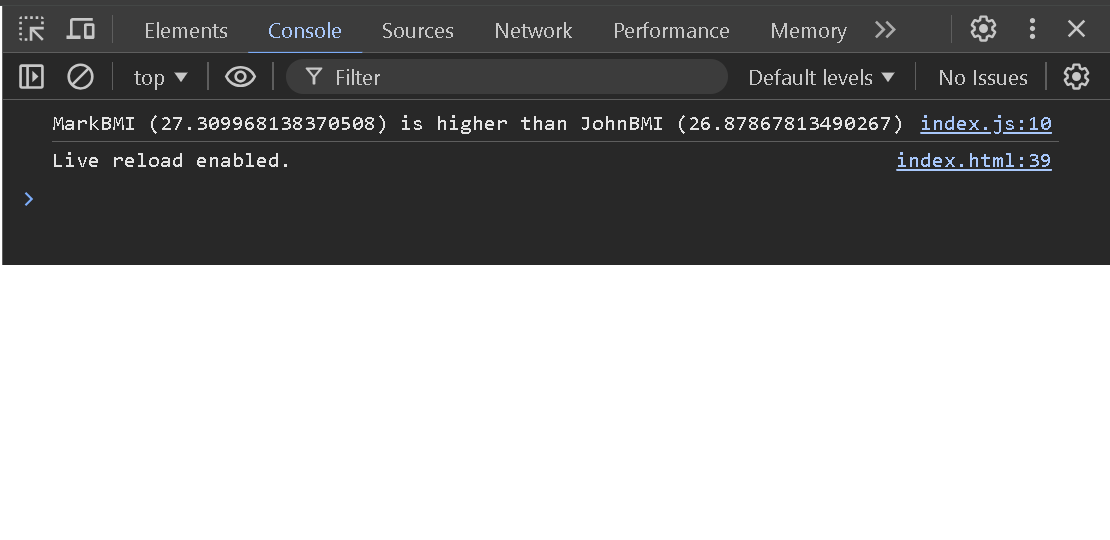 Elements Console Sources Network Performance Memory
top Filter Default levels No Issues
MarkBMI (27.309968138370508) is higher than JohnBMI (26.87867813490267) index.js:10
Live reload enabled. index.html:39